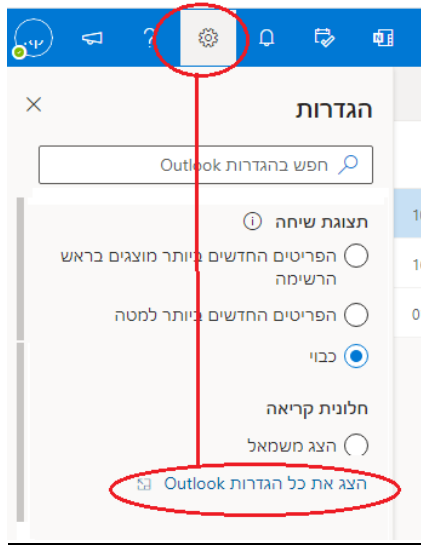 ?
הגדרות
חפש בהגדרות Outlook
תצוגת שיחה
הפריטים החדשים ביותר מוצגים בראש
הרשימה
הפריטים החדשים ביותר למטה
כבוי
חלונית קריאה
הצג משמאל
הצג את כל הגדרות Outlook